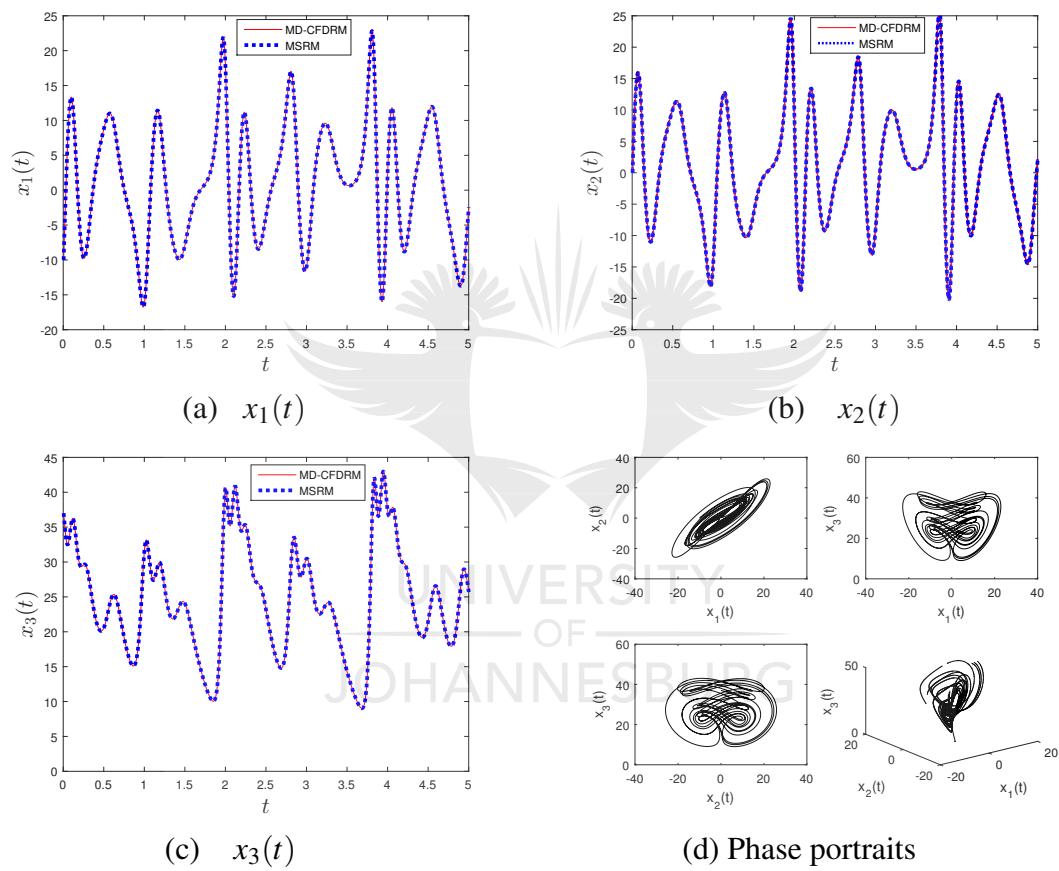 25
20
15
10
5
0
-5
-10
-15
-20
x₁(t)
MD-CFDRM
MSRM
0 0.5 1 1.5 2 2.5 3 3.5 4 4.5 5
t
(a) x₁(t)
25
20
15
10
5
0
-5
-10
-15
-20
-25
x₂(t)
MD-CFDRM
MSRM
0 0.5 1 1.5 2 2.5 3 3.5 4 4.5 5
t
(b) x₂(t)
45
40
35
30
25
20
15
10
5
0
x₃(t)
MD-CFDRM
MSRM
0 0.5 1 1.5 2 2.5 3 3.5 4 4.5 5
t
(c) x₃(t)
40
20
0
-20
-40
x₂(t)
-40 -20 0 20 40
x₁(t)
60
40
20
0
x₃(t)
-40 -20 0 20 40
x₁(t)
60
40
20
0
x₃(t)
-40 -20 0 20 40
x₂(t)
50
0
x₃(t)
20
0
-20
x₂(t)
-20
0
20
x₁(t)
(d) Phase portraits
UNIVERSITY
OF
JOHANNESBURG